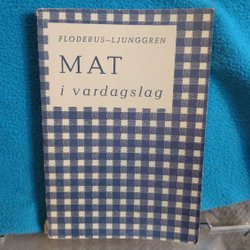 FLODERUS–LJUNGGREN
MAT
i vardagslag